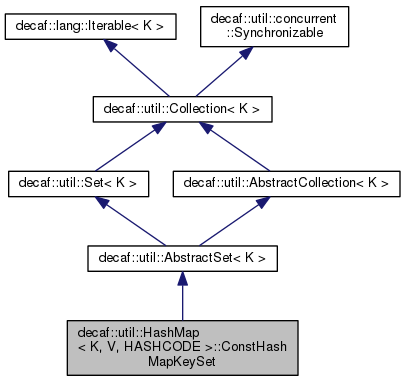 decaf::lang::Iterable< K >
decaf::util::concurrent
::Synchronizable
decaf::util::Collection< K >
decaf::util::Set< K >
decaf::util::AbstractCollection< K >
decaf::util::AbstractSet< K >
decaf::util::HashMap
< K, V, HASHCODE >::ConstHash
MapKeySet